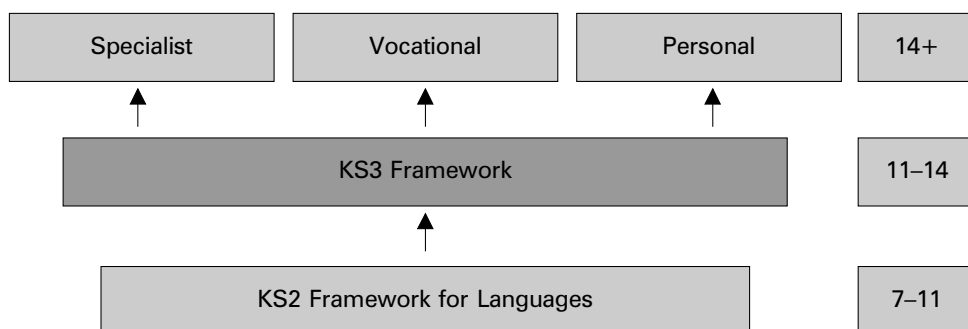 Specialist Vocational Personal 14+
KS3 Framework 11–14
KS2 Framework for Languages 7–11